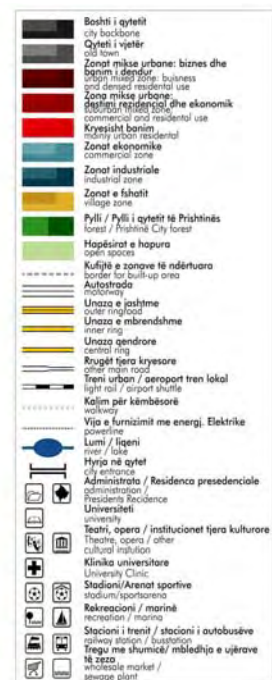 Boshti i qytetit
city backbone
Qyteti i vjetër
old town
Zonat mikse urbane: biznes dhe
banim i dendur
urban mixed zone: buisness
and densed residental use
Zona mikse urbane:
destimi rezidencial dhe ekonomik
suburban mixed zone:
commercial and residental use
Kryesisht banim
mainly urban residental
Zonat ekonomike
commercial zone
Zonat industriale
industrial zone
Zonat e fshatit
village zone
Pylli / Pylli i qytetit të Prishtinës
forest / Prishtinë City forest
Hapësirat e hapura
open spaces
Kufijtë e zonave të ndërtuara
border for built-up area
Autostrada
motorway
Unaza e jashtme
outer ringroad
Unaza e mbrendshme
inner ring
Unaza qendrore
central ring
Rrugët tjera kryesore
other main road
Treni urban / aeroport tren lokal
light rail / airport shuttle
Kalim për këmbësorë
walkway
Vija e furnizimit me energj. Elektrike
powerline
Lumi / liqeni
river / lake
Hyrja në qytet
city entrance
Administrata / Residenca presedenciale
administration /
Presidents Recidence
Universiteti
university
Teatri, opera / institucionet tjera kulturore
Theatre, opera / other
cultural instution
Klinika universitare
University Clinic
Stadioni/Arenat sportive
stadium/sportsarena
Rekreacioni / marinë
recreation / marina
Stacioni i trenit / stacioni i autobusëve
railway station / busstation
Tregu me shumicë/ mbledhja e ujërave
të zeza
wholesale market /
sewage plant